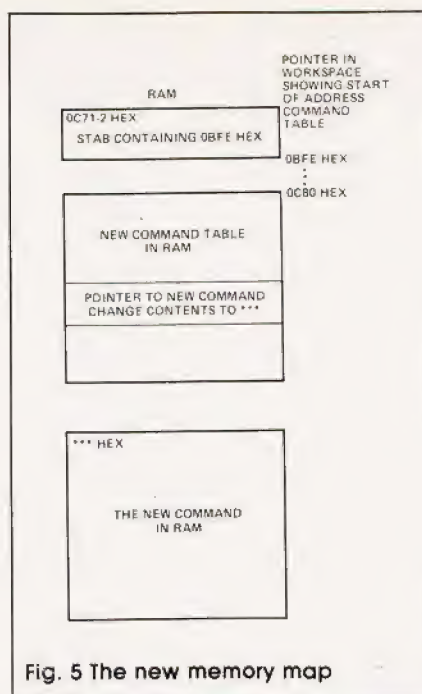 RAM
POINTER IN
WORKSPACE
SHOWING START
OF ADDRESS
COMMAND
TABLE
0C71-2 HEX
STAB CONTAINING 0BFE HEX
0BFE HEX
0C80 HEX
NEW COMMAND TABLE
IN RAM
POINTER TO NEW COMMAND
CHANGE CONTENTS TO ***
*** HEX
THE NEW COMMAND
IN RAM
Fig. 5 The new memory map